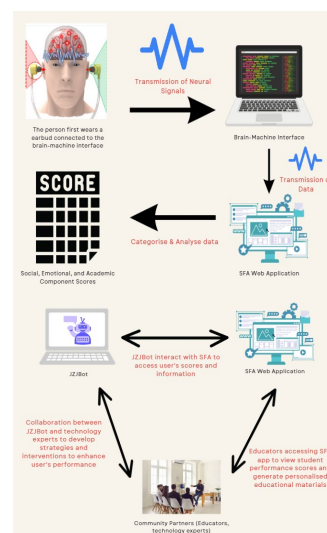 Transmission of Neural
Signals
The person first wears a
earbud connected to the
brain-machine interface
Brain-Machine Interface
Transmission o
Data
SCORE
Categorise & Analyse data
Social, Emotional, and Academic
Component Scores
SFA Web Application
JZJBot interact with SFA to
access user's scores and
information
JZJBot
SFA Web Application
Collaboration between
JZJBot and technology
experts to develop
strategies and
interventions to enhance
user's performance
Educators accessing SF
app to view student
performance scores an
generate personalised
educational materials
Community Partners (Educators,
technology experts)